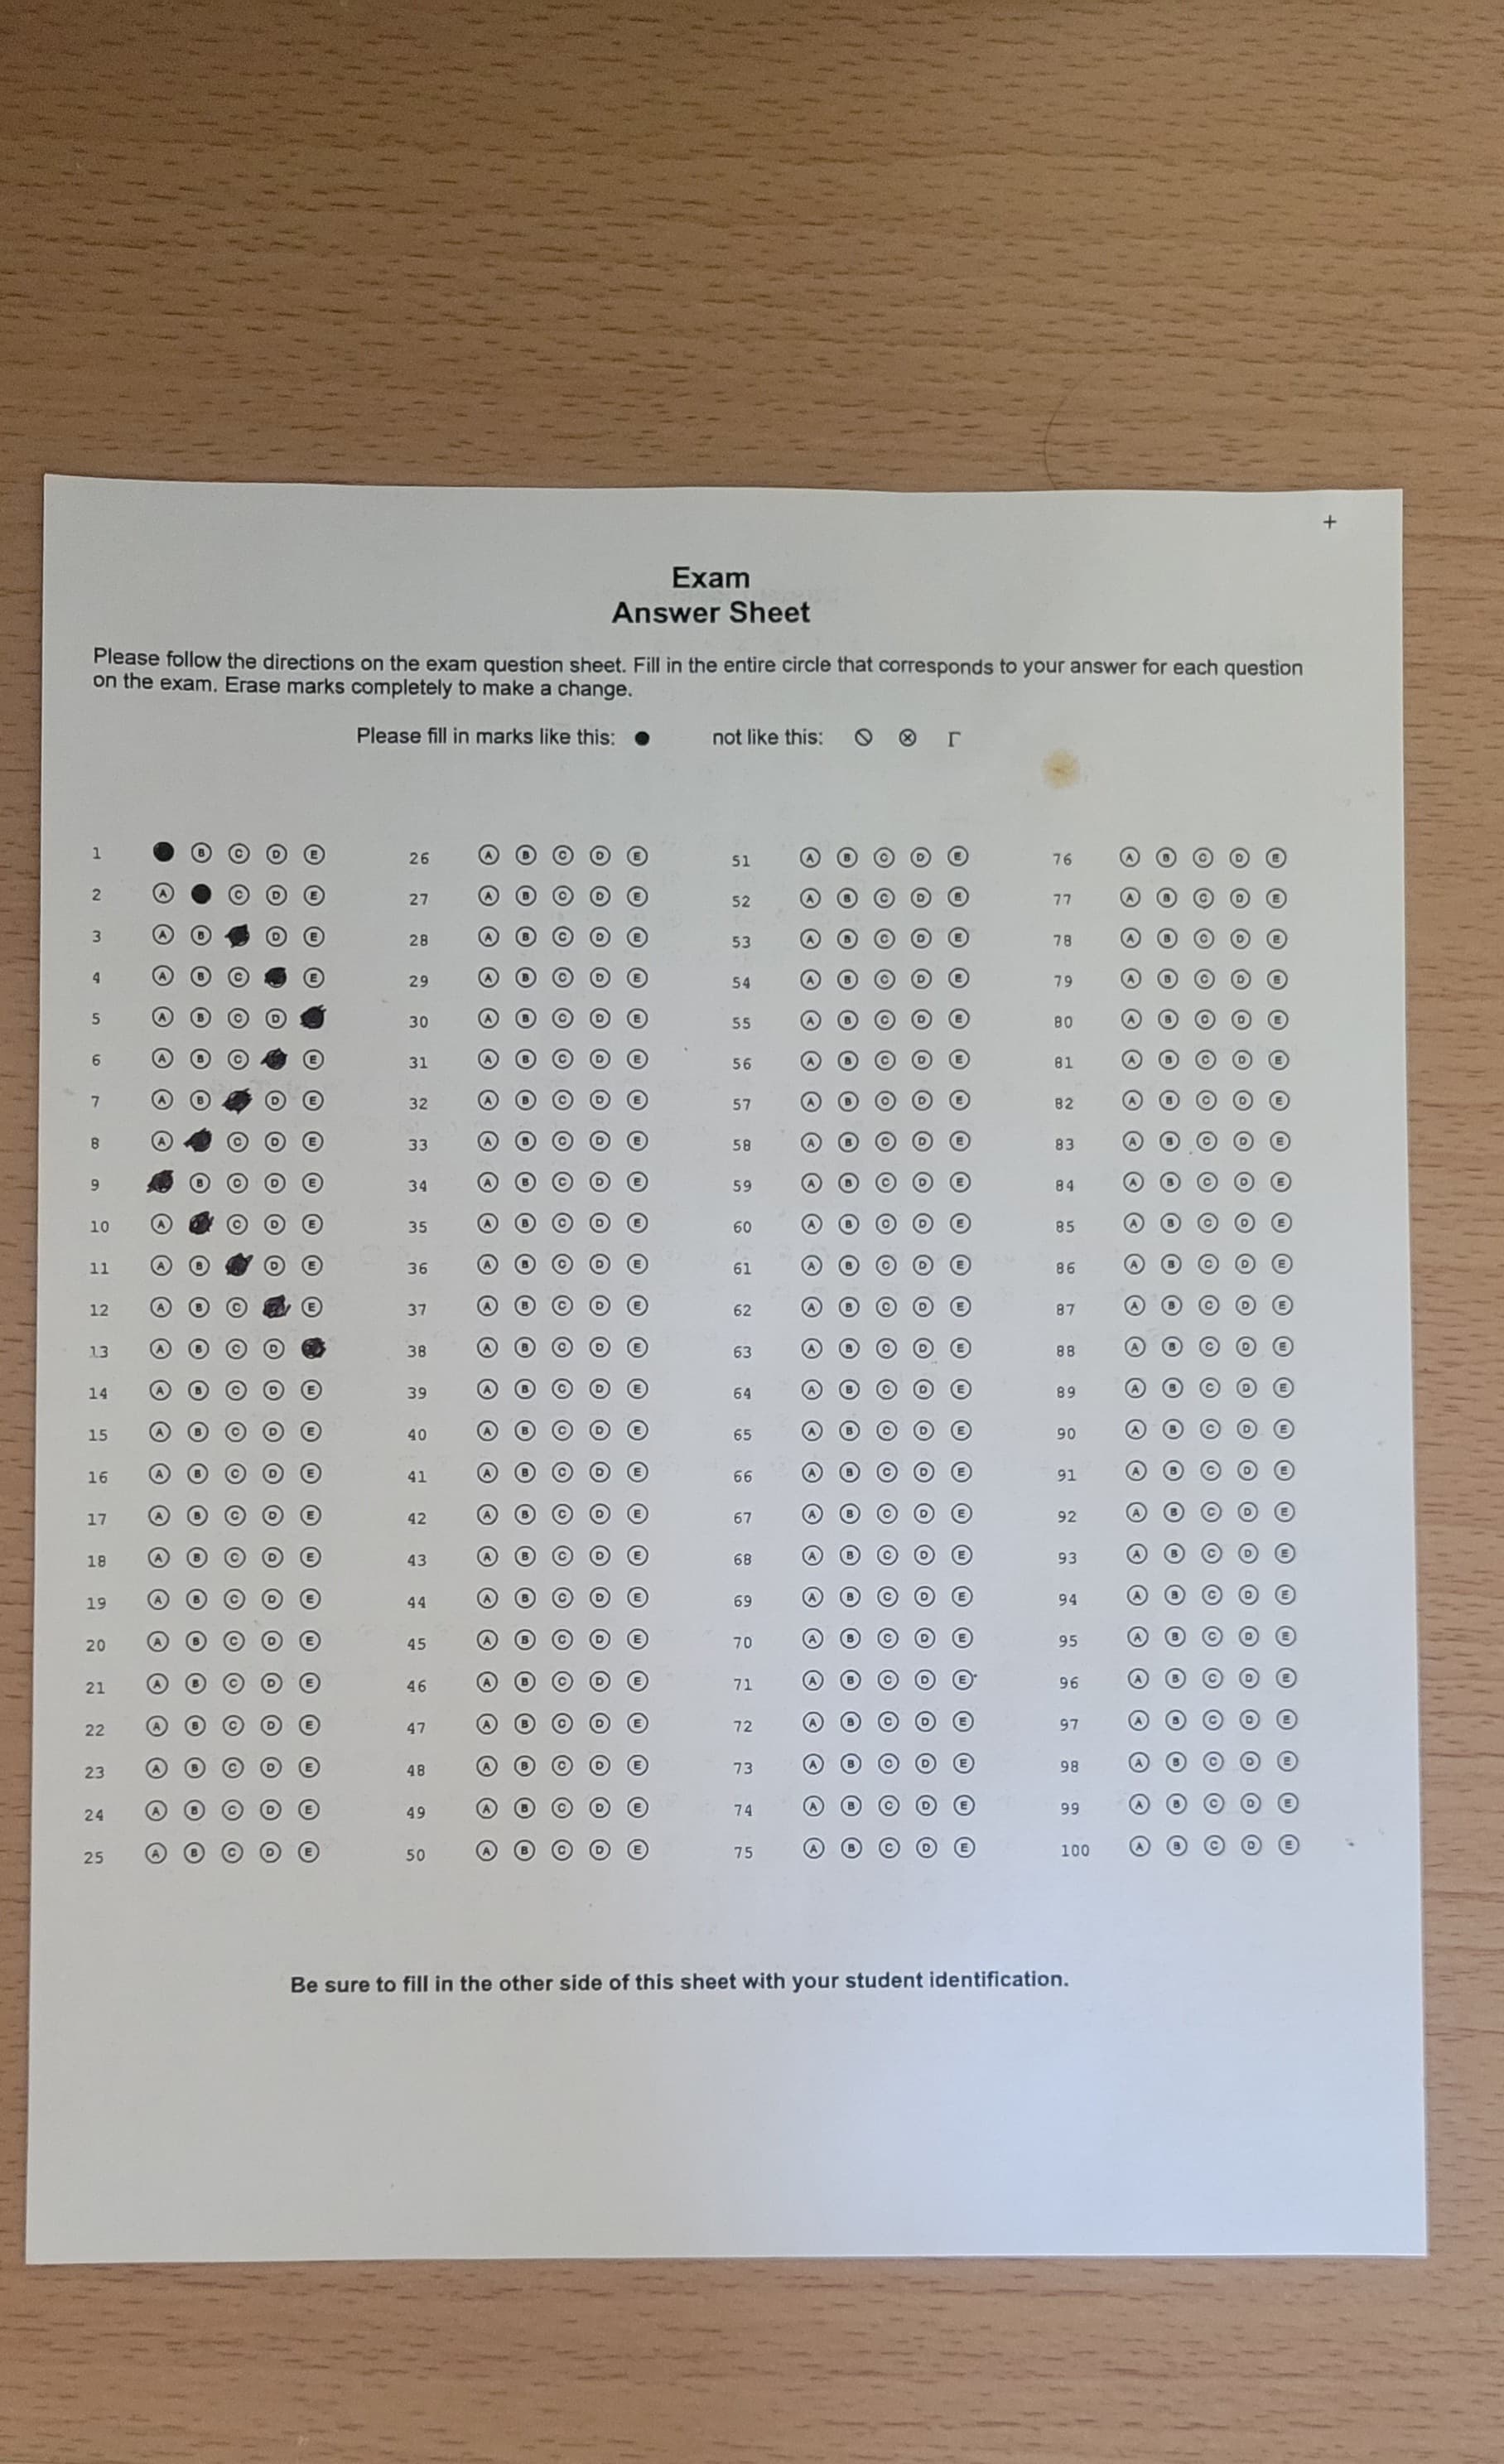 +
Exam
Answer Sheet
Please follow the directions on the exam question sheet. Fill in the entire circle that corresponds to your answer for each question
on the exam. Erase marks completely to make a change.
Please fill in marks like this: ● not like this: ⦸ ⊗ Γ
1 ● B C D E 26 A B C D E 51 A B C D E 76 A B C D E
2 A ● C D E 27 A B C D E 52 A B C D E 77 A B C D E
3 A B ● D E 28 A B C D E 53 A B C D E 78 A B C D E
4 A B C ● E 29 A B C D E 54 A B C D E 79 A B C D E
5 A B C D ● 30 A B C D E 55 A B C D E 80 A B C D E
6 A B C ● E 31 A B C D E 56 A B C D E 81 A B C D E
7 A B ● D E 32 A B C D E 57 A B C D E 82 A B C D E
8 A ● C D E 33 A B C D E 58 A B C D E 83 A B C D E
9 ● B C D E 34 A B C D E 59 A B C D E 84 A B C D E
10 A ● C D E 35 A B C D E 60 A B C D E 85 A B C D E
11 A B ● D E 36 A B C D E 61 A B C D E 86 A B C D E
12 A B C ● E 37 A B C D E 62 A B C D E 87 A B C D E
13 A B C D ● 38 A B C D E 63 A B C D E 88 A B C D E
14 A B C D E 39 A B C D E 64 A B C D E 89 A B C D E
15 A B C D E 40 A B C D E 65 A B C D E 90 A B C D E
16 A B C D E 41 A B C D E 66 A B C D E 91 A B C D E
17 A B C D E 42 A B C D E 67 A B C D E 92 A B C D E
18 A B C D E 43 A B C D E 68 A B C D E 93 A B C D E
19 A B C D E 44 A B C D E 69 A B C D E 94 A B C D E
20 A B C D E 45 A B C D E 70 A B C D E 95 A B C D E
21 A B C D E 46 A B C D E 71 A B C D E 96 A B C D E
22 A B C D E 47 A B C D E 72 A B C D E 97 A B C D E
23 A B C D E 48 A B C D E 73 A B C D E 98 A B C D E
24 A B C D E 49 A B C D E 74 A B C D E 99 A B C D E
25 A B C D E 50 A B C D E 75 A B C D E 100 A B C D E
Be sure to fill in the other side of this sheet with your student identification.